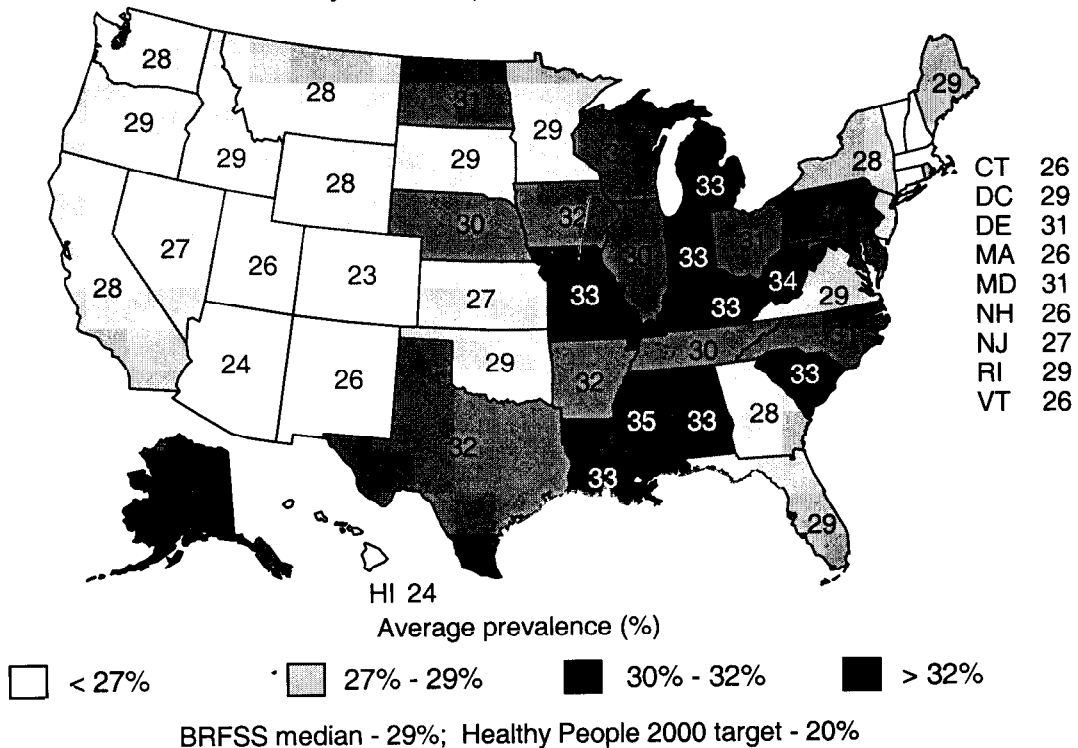 28
29
28
31
29
29
29
29
28
28
33
32
30
31
27
30
33
26
23
34
28
33
29
27
33
31
30
24
29
33
26
32
28
35
33
32
33
29
CT 26
DC 29
DE 31
MA 26
MD 31
NH 26
NJ 27
RI 29
VT 26
HI 24
Average prevalence (%)
< 27%
27% - 29%
30% - 32%
> 32%
BRFSS median - 29%; Healthy People 2000 target - 20%